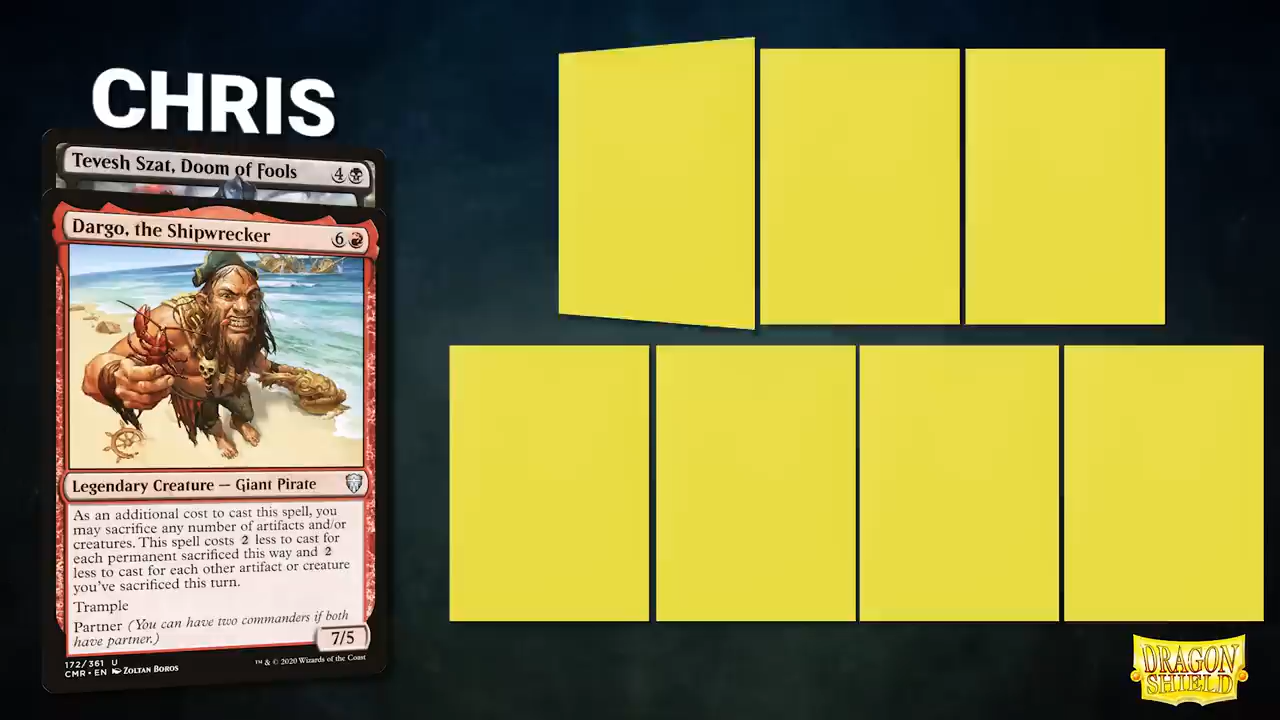 CHRIS
Tevesh Szat, Doom of Fools 4
Dargo, the Shipwrecker 6
Legendary Creature — Giant Pirate
As an additional cost to cast this spell, you
may sacrifice any number of artifacts and/or
creatures. This spell costs 2 less to cast for
each permanent sacrificed this way and 2
less to cast for each other artifact or creature
you've sacrificed this turn.
Trample
Partner (You can have two commanders if both
have partner.)
7/5
172/361 U
CMR • EN Zoltan Boros
™ & © 2020 Wizards of the Coast
DRAGON
SHIELD